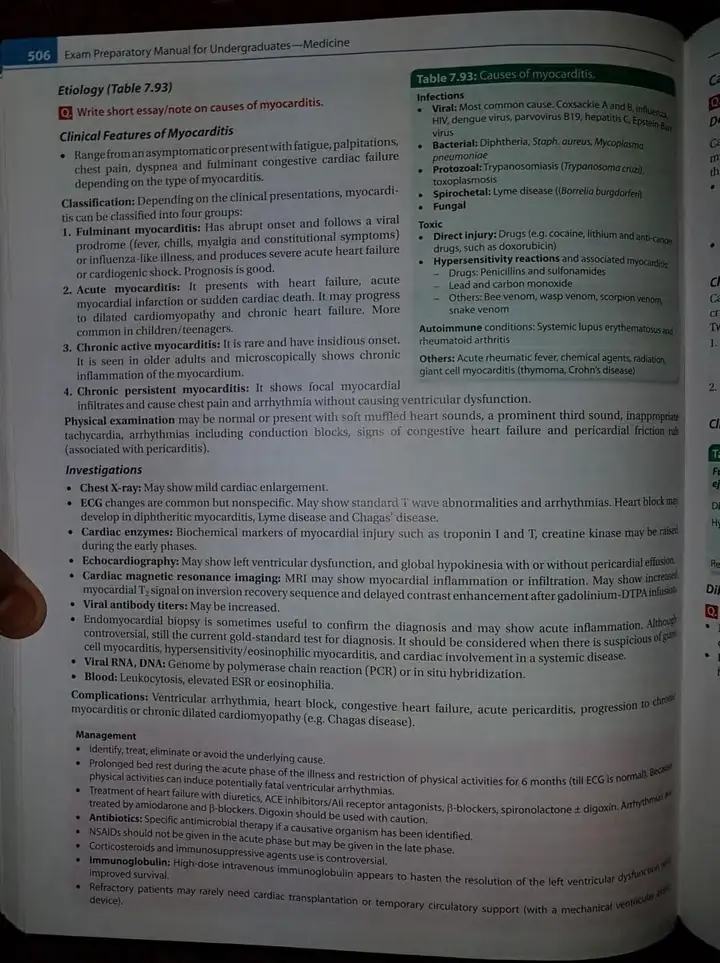 506 Exam Preparatory Manual for Undergraduates—Medicine
Etiology (Table 7.93)
Q. Write short essay/note on causes of myocarditis.
Clinical Features of Myocarditis
• Range from an asymptomatic or present with fatigue, palpitations,
chest pain, dyspnea and fulminant congestive cardiac failure
depending on the type of myocarditis.
Classification: Depending on the clinical presentations, myocardi-
tis can be classified into four groups:
1. Fulminant myocarditis: Has abrupt onset and follows a viral
prodrome (fever, chills, myalgia and constitutional symptoms)
or influenza-like illness, and produces severe acute heart failure
or cardiogenic shock. Prognosis is good.
2. Acute myocarditis: It presents with heart failure, acute
myocardial infarction or sudden cardiac death. It may progress
to dilated cardiomyopathy and chronic heart failure. More
common in children/teenagers.
3. Chronic active myocarditis: It is rare and have insidious onset.
It is seen in older adults and microscopically shows chronic
inflammation of the myocardium.
4. Chronic persistent myocarditis: It shows focal myocardial
infiltrates and cause chest pain and arrhythmia without causing ventricular dysfunction.
Table 7.93: Causes of myocarditis.
Infections
• Viral: Most common cause. Coxsackie A and B, influenza,
HIV, dengue virus, parvovirus B19, hepatitis C, Epstein-Barr
virus
• Bacterial: Diphtheria, Staph. aureus, Mycoplasma
pneumoniae
• Protozoal: Trypanosomiasis (Trypanosoma cruzi),
toxoplasmosis
• Spirochetal: Lyme disease ((Borrelia burgdorferi)
• Fungal
Toxic
• Direct injury: Drugs (e.g. cocaine, lithium and anti-cancer
drugs, such as doxorubicin)
• Hypersensitivity reactions and associated myocarditis:
– Drugs: Penicillins and sulfonamides
– Lead and carbon monoxide
– Others: Bee venom, wasp venom, scorpion venom,
snake venom
Autoimmune conditions: Systemic lupus erythematosus and
rheumatoid arthritis
Others: Acute rheumatic fever, chemical agents, radiation,
giant cell myocarditis (thymoma, Crohn's disease)
Physical examination may be normal or present with soft muffled heart sounds, a prominent third sound, inappropriate
tachycardia, arrhythmias including conduction blocks, signs of congestive heart failure and pericardial friction rub
(associated with pericarditis).
Investigations
• Chest X-ray: May show mild cardiac enlargement.
• ECG changes are common but nonspecific. May show standard T wave abnormalities and arrhythmias. Heart block may
develop in diphtheritic myocarditis, Lyme disease and Chagas' disease.
• Cardiac enzymes: Biochemical markers of myocardial injury such as troponin I and T, creatine kinase may be raised
during the early phases.
• Echocardiography: May show left ventricular dysfunction, and global hypokinesia with or without pericardial effusion.
• Cardiac magnetic resonance imaging: MRI may show myocardial inflammation or infiltration. May show increased
myocardial T2 signal on inversion recovery sequence and delayed contrast enhancement after gadolinium-DTPA infusion.
• Viral antibody titers: May be increased.
• Endomyocardial biopsy is sometimes useful to confirm the diagnosis and may show acute inflammation. Although
controversial, still the current gold-standard test for diagnosis. It should be considered when there is suspicious of giant
cell myocarditis, hypersensitivity/eosinophilic myocarditis, and cardiac involvement in a systemic disease.
• Viral RNA, DNA: Genome by polymerase chain reaction (PCR) or in situ hybridization.
• Blood: Leukocytosis, elevated ESR or eosinophilia.
Complications: Ventricular arrhythmia, heart block, congestive heart failure, acute pericarditis, progression to chronic
myocarditis or chronic dilated cardiomyopathy (e.g. Chagas disease).
Management
• Identify, treat, eliminate or avoid the underlying cause.
• Prolonged bed rest during the acute phase of the illness and restriction of physical activities for 6 months (till ECG is normal). Because
physical activities can induce potentially fatal ventricular arrhythmias.
• Treatment of heart failure with diuretics, ACE inhibitors/AII receptor antagonists, β-blockers, spironolactone ± digoxin. Arrhythmias are
treated by amiodarone and β-blockers. Digoxin should be used with caution.
• Antibiotics: Specific antimicrobial therapy if a causative organism has been identified.
• NSAIDs should not be given in the acute phase but may be given in the late phase.
• Corticosteroids and immunosuppressive agents use is controversial.
• Immunoglobulin: High-dose intravenous immunoglobulin appears to hasten the resolution of the left ventricular dysfunction and
improved survival.
• Refractory patients may rarely need cardiac transplantation or temporary circulatory support (with a mechanical ventricular assist
device).